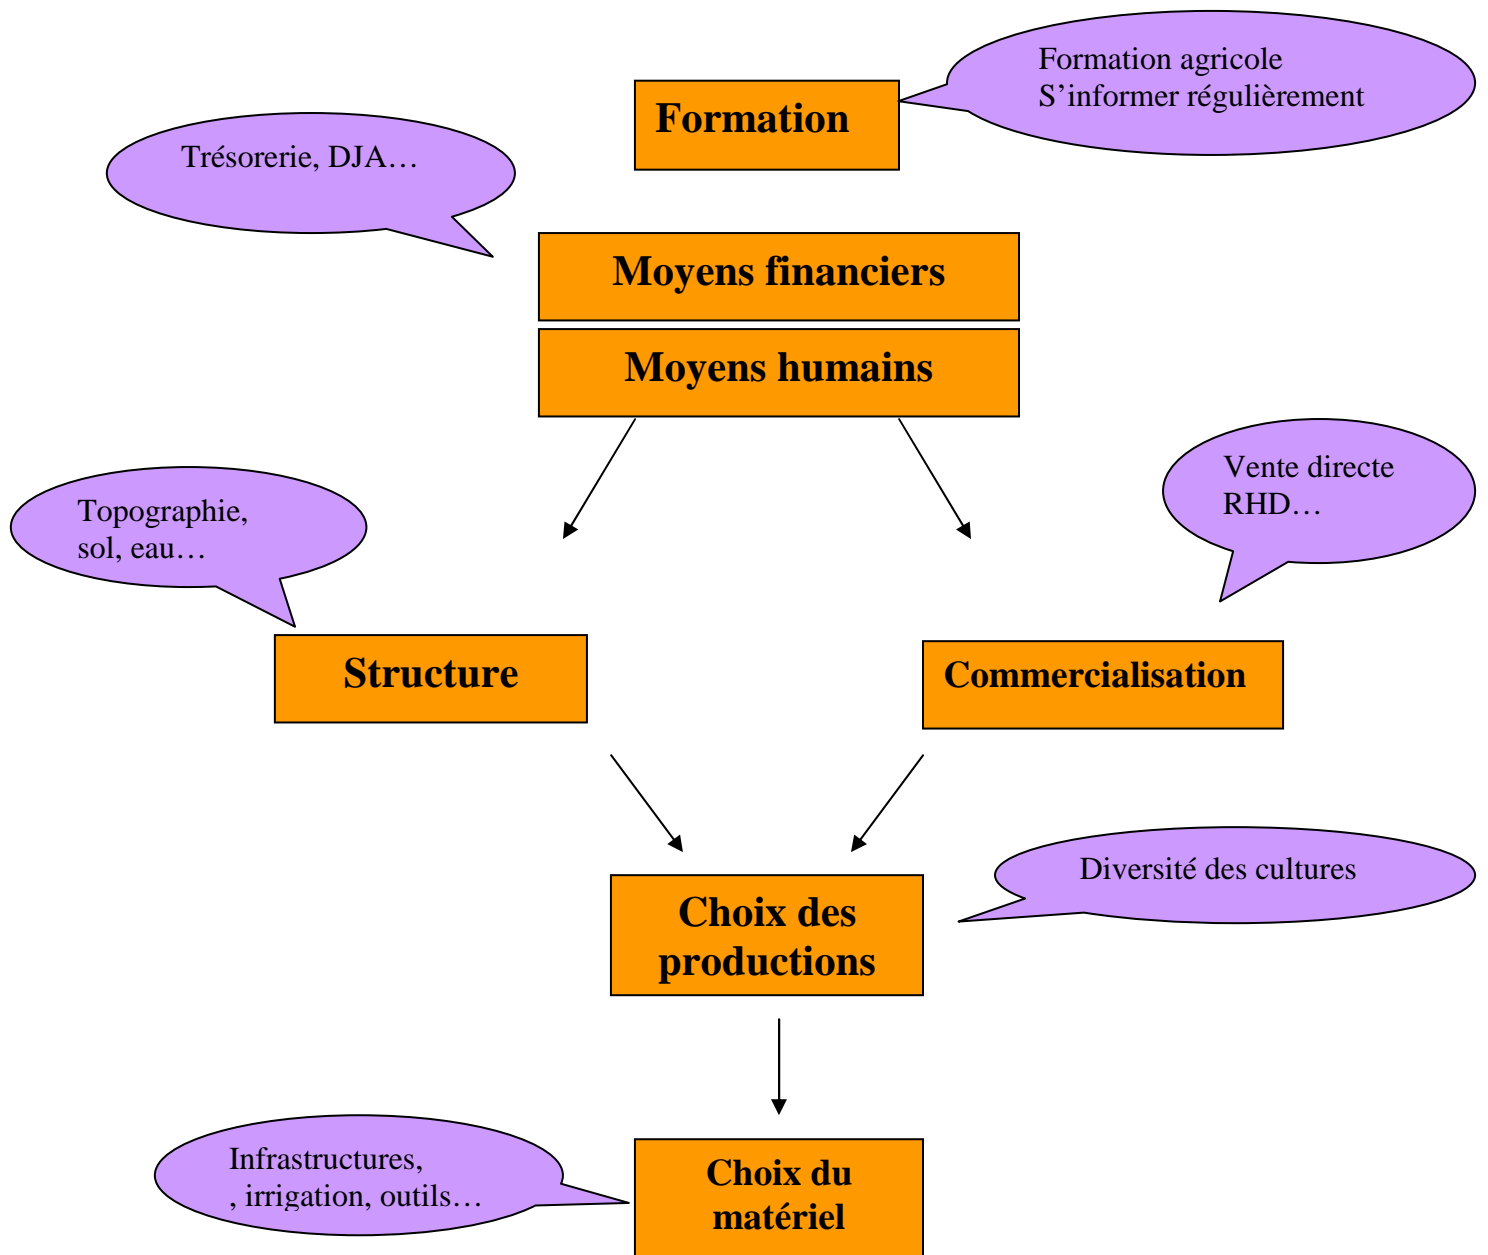 Formation agricole
S’informer régulièrement
Formation
Trésorerie, DJA…
Moyens financiers
Moyens humains
Vente directe
RHD…
Topographie,
sol, eau…
Structure
Commercialisation
Diversité des cultures
Choix des
productions
Infrastructures,
, irrigation, outils…
Choix du
matériel